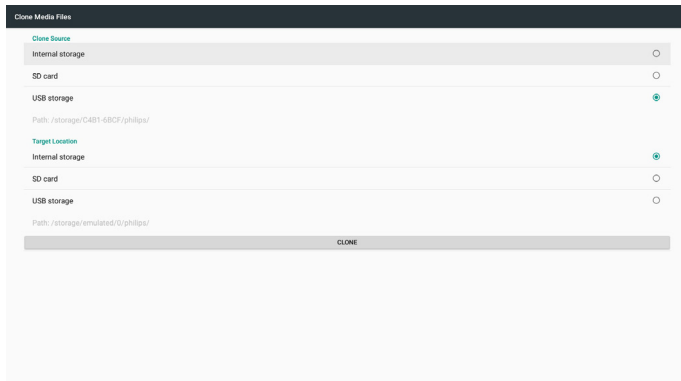 Clone Media Files
Clone Source
Internal storage
SD card
USB storage
Path: /storage/C4B1-6BCF/philips/
Target Location
Internal storage
SD card
USB storage
Path: /storage/emulated/0/philips/
CLONE